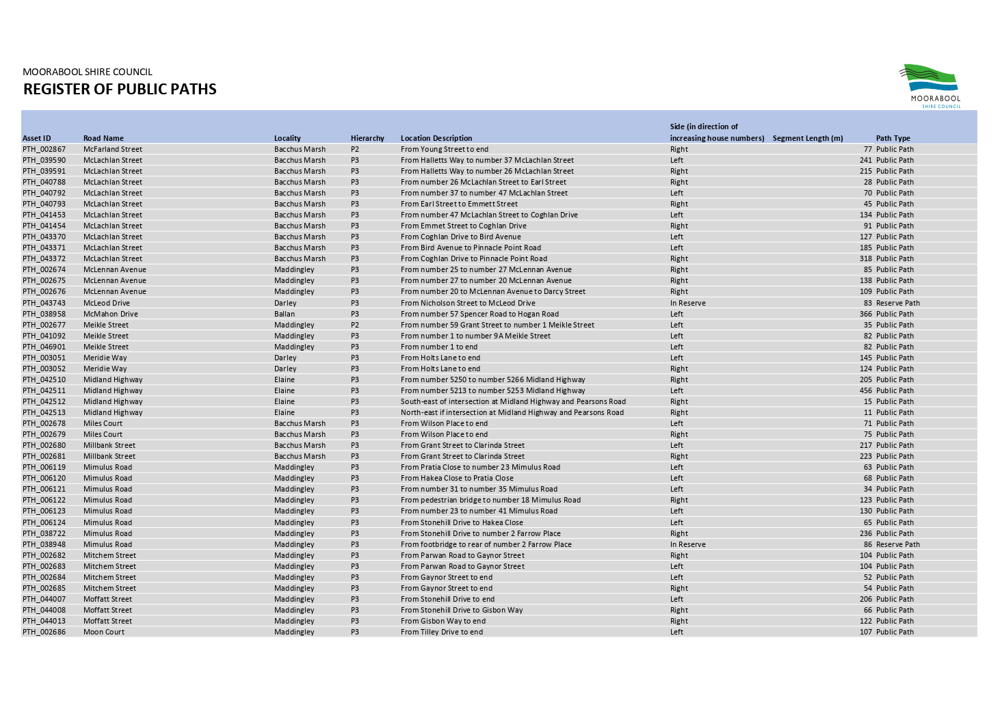 MOORABOOL SHIRE COUNCIL
REGISTER OF PUBLIC PATHS
MOORABOOL
SHIRE COUNCIL
Asset ID Road Name Locality Hierarchy Location Description Side (in direction of increasing house numbers) Segment Length (m) Path Type
PTH_002867 McFarland Street Bacchus Marsh P2 From Young Street to end Right 77 Public Path
PTH_039590 McLachlan Street Bacchus Marsh P3 From Halletts Way to number 37 McLachlan Street Left 241 Public Path
PTH_039591 McLachlan Street Bacchus Marsh P3 From Halletts Way to number 26 McLachlan Street Right 215 Public Path
PTH_040788 McLachlan Street Bacchus Marsh P3 From number 26 McLachlan Street to Earl Street Right 28 Public Path
PTH_040792 McLachlan Street Bacchus Marsh P3 From number 37 to number 47 McLachlan Street Left 70 Public Path
PTH_040793 McLachlan Street Bacchus Marsh P3 From Earl Street to Emmett Street Right 45 Public Path
PTH_041453 McLachlan Street Bacchus Marsh P3 From number 47 McLachlan Street to Coghlan Drive Left 134 Public Path
PTH_041454 McLachlan Street Bacchus Marsh P3 From Emmet Street to Coghlan Drive Right 91 Public Path
PTH_043370 McLachlan Street Bacchus Marsh P3 From Coghlan Drive to Bird Avenue Left 127 Public Path
PTH_043371 McLachlan Street Bacchus Marsh P3 From Bird Avenue to Pinnacle Point Road Left 185 Public Path
PTH_043372 McLachlan Street Bacchus Marsh P3 From Coghlan Drive to Pinnacle Point Road Right 318 Public Path
PTH_002674 McLennan Avenue Maddingley P3 From number 25 to number 27 McLennan Avenue Right 85 Public Path
PTH_002675 McLennan Avenue Maddingley P3 From number 27 to number 20 McLennan Avenue Right 138 Public Path
PTH_002676 McLennan Avenue Maddingley P3 From number 20 to McLennan Avenue to Darcy Street Right 109 Public Path
PTH_043743 McLeod Drive Darley P3 From Nicholson Street to McLeod Drive In Reserve 83 Reserve Path
PTH_038958 McMahon Drive Ballan P3 From number 57 Spencer Road to Hogan Road Left 366 Public Path
PTH_002677 Meikle Street Maddingley P2 From number 59 Grant Street to number 1 Meikle Street Left 35 Public Path
PTH_041092 Meikle Street Maddingley P3 From number 1 to number 9A Meikle Street Left 82 Public Path
PTH_046901 Meikle Street Maddingley P3 From number 1 to end Left 82 Public Path
PTH_003051 Meridie Way Darley P3 From Holts Lane to end Left 145 Public Path
PTH_003052 Meridie Way Darley P3 From Holts Lane to end Right 124 Public Path
PTH_042510 Midland Highway Elaine P3 From number 5250 to number 5266 Midland Highway Right 205 Public Path
PTH_042511 Midland Highway Elaine P3 From number 5213 to number 5253 Midland Highway Left 456 Public Path
PTH_042512 Midland Highway Elaine P3 South-east of intersection at Midland Highway and Pearsons Road Right 15 Public Path
PTH_042513 Midland Highway Elaine P3 North-east if intersection at Midland Highway and Pearsons Road Right 11 Public Path
PTH_002678 Miles Court Bacchus Marsh P3 From Wilson Place to end Left 71 Public Path
PTH_002679 Miles Court Bacchus Marsh P3 From Wilson Place to end Right 75 Public Path
PTH_002680 Millbank Street Bacchus Marsh P3 From Grant Street to Clarinda Street Left 217 Public Path
PTH_002681 Millbank Street Bacchus Marsh P3 From Grant Street to Clarinda Street Right 223 Public Path
PTH_006119 Mimulus Road Maddingley P3 From Pratia Close to number 23 Mimulus Road Left 63 Public Path
PTH_006120 Mimulus Road Maddingley P3 From Hakea Close to Pratia Close Left 68 Public Path
PTH_006121 Mimulus Road Maddingley P3 From number 31 to number 35 Mimulus Road Left 34 Public Path
PTH_006122 Mimulus Road Maddingley P3 From pedestrian bridge to number 18 Mimulus Road Right 123 Public Path
PTH_006123 Mimulus Road Maddingley P3 From number 23 to number 41 Mimulus Road Left 130 Public Path
PTH_006124 Mimulus Road Maddingley P3 From Stonehill Drive to Hakea Close Left 65 Public Path
PTH_038722 Mimulus Road Maddingley P3 From Stonehill Drive to number 2 Farrow Place Right 236 Public Path
PTH_038948 Mimulus Road Maddingley P3 From footbridge to rear of number 2 Farrow Place In Reserve 86 Reserve Path
PTH_002682 Mitchem Street Maddingley P3 From Parwan Road to Gaynor Street Right 104 Public Path
PTH_002683 Mitchem Street Maddingley P3 From Parwan Road to Gaynor Street Left 104 Public Path
PTH_002684 Mitchem Street Maddingley P3 From Gaynor Street to end Left 52 Public Path
PTH_002685 Mitchem Street Maddingley P3 From Gaynor Street to end Right 54 Public Path
PTH_044007 Moffatt Street Maddingley P3 From Stonehill Drive to end Left 206 Public Path
PTH_044008 Moffatt Street Maddingley P3 From Stonehill Drive to Gisbon Way Right 66 Public Path
PTH_044013 Moffatt Street Maddingley P3 From Gisbon Way to end Right 122 Public Path
PTH_002686 Moon Court Maddingley P3 From Tilley Drive to end Left 107 Public Path